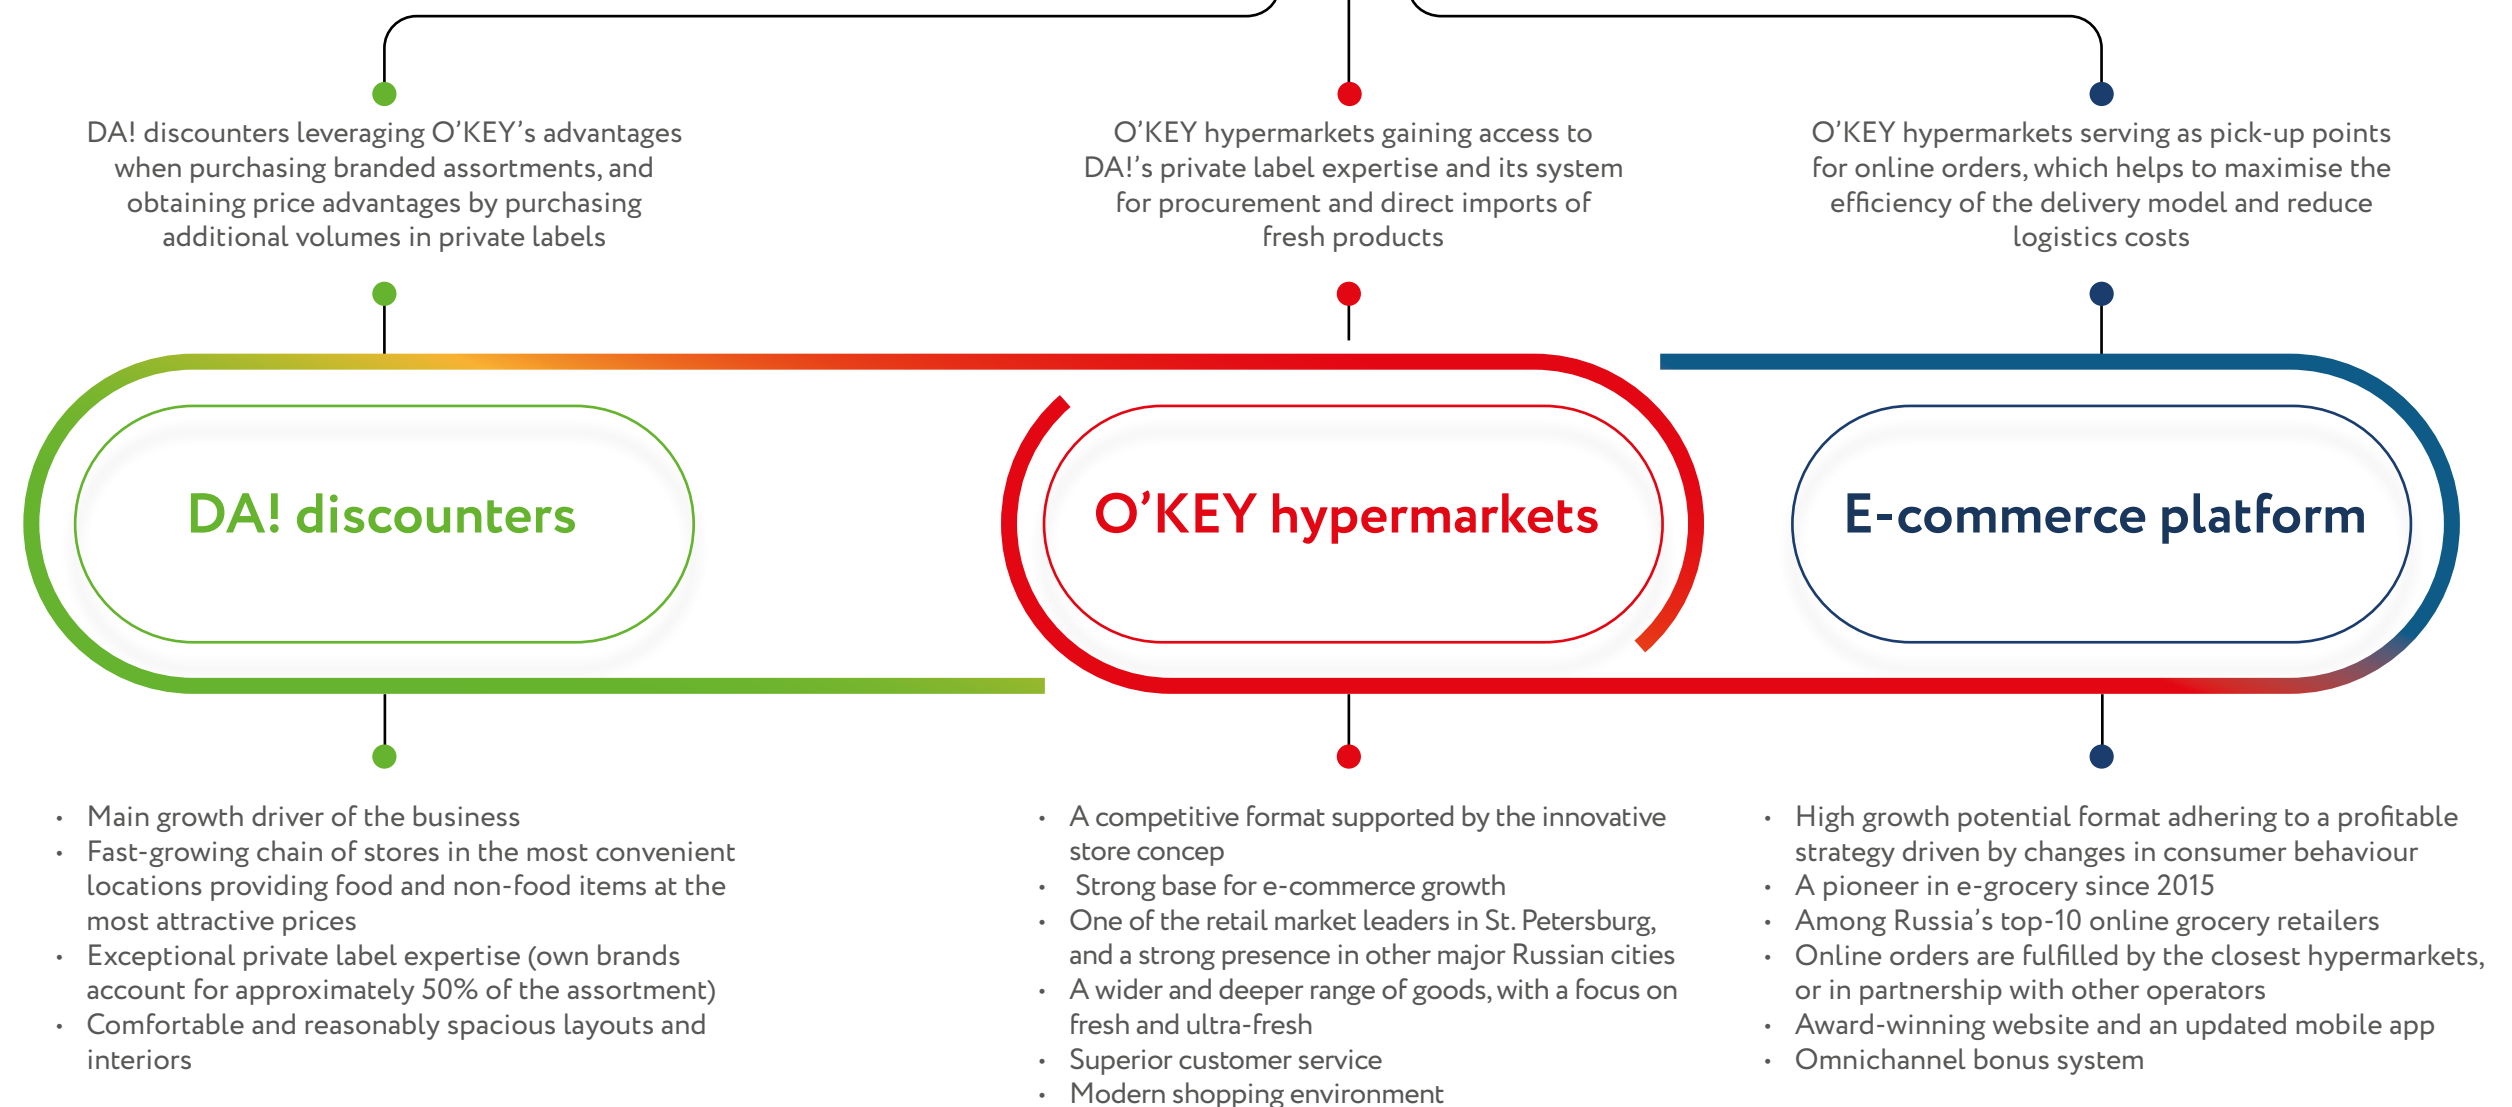 DA! discounters leveraging O’KEY’s advantages
when purchasing branded assortments, and
obtaining price advantages by purchasing
additional volumes in private labels
O’KEY hypermarkets gaining access to
DA!’s private label expertise and its system
for procurement and direct imports of
fresh products
O’KEY hypermarkets serving as pick-up points
for online orders, which helps to maximise the
efficiency of the delivery model and reduce
logistics costs
DA! discounters
O’KEY hypermarkets
E-commerce platform
• Main growth driver of the business
• Fast-growing chain of stores in the most convenient
locations providing food and non-food items at the
most attractive prices
• Exceptional private label expertise (own brands
account for approximately 50% of the assortment)
• Comfortable and reasonably spacious layouts and
interiors
• A competitive format supported by the innovative
store concep
• Strong base for e-commerce growth
• One of the retail market leaders in St. Petersburg,
and a strong presence in other major Russian cities
• A wider and deeper range of goods, with a focus on
fresh and ultra-fresh
• Superior customer service
• Modern shopping environment
• High growth potential format adhering to a profitable
strategy driven by changes in consumer behaviour
• A pioneer in e-grocery since 2015
• Among Russia’s top-10 online grocery retailers
• Online orders are fulfilled by the closest hypermarkets,
or in partnership with other operators
• Award-winning website and an updated mobile app
• Omnichannel bonus system